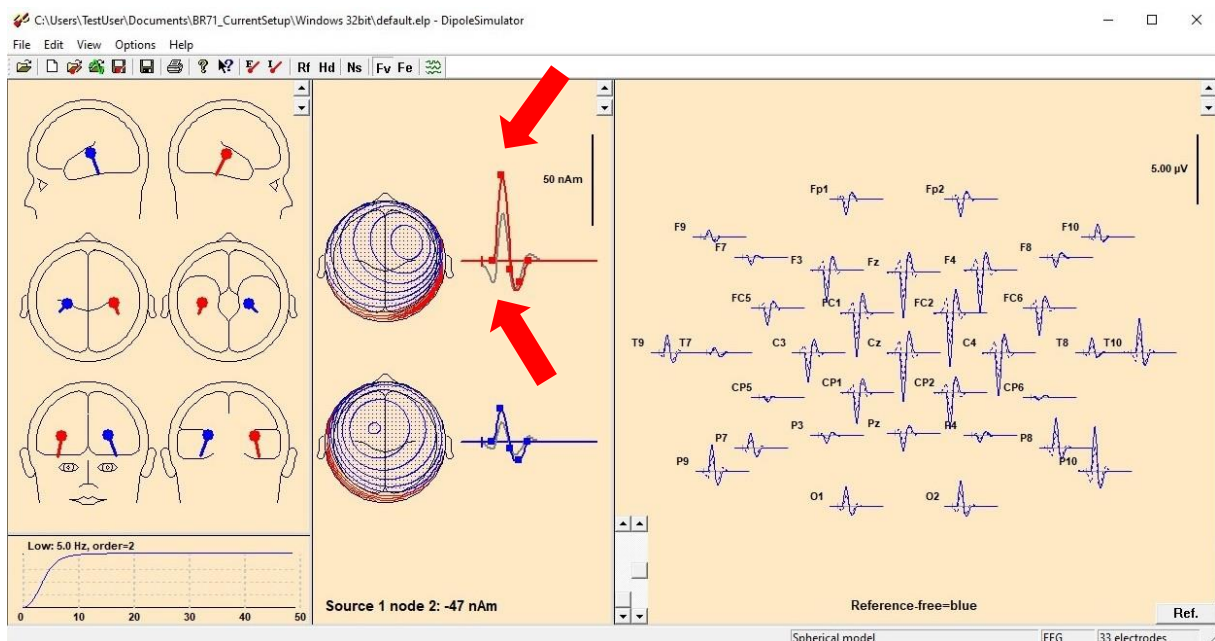 C:\Users\TestUser\Documents\BR71_CurrentSetup\Windows 32bit\default.elp - DipoleSimulator
File Edit View Options Help
Rf Hd Ns Fv Fe
50 nAm
5.00 µV
Fp1 Fp2
F9 F10
F7 F8
F3 Fz F4
FC5 FC1 FC2 FC6
T9 T7 C3 Cz C4 T8 T10
CP5 CP1 CP2 CP6
P7 P3 Pz P4 P8
P9 P10
O1 O2
Low: 5.0 Hz, order=2
0 10 20 30 40 50
Source 1 node 2: -47 nAm
Reference-free=blue
Ref.
Spherical model EEG 33 electrodes